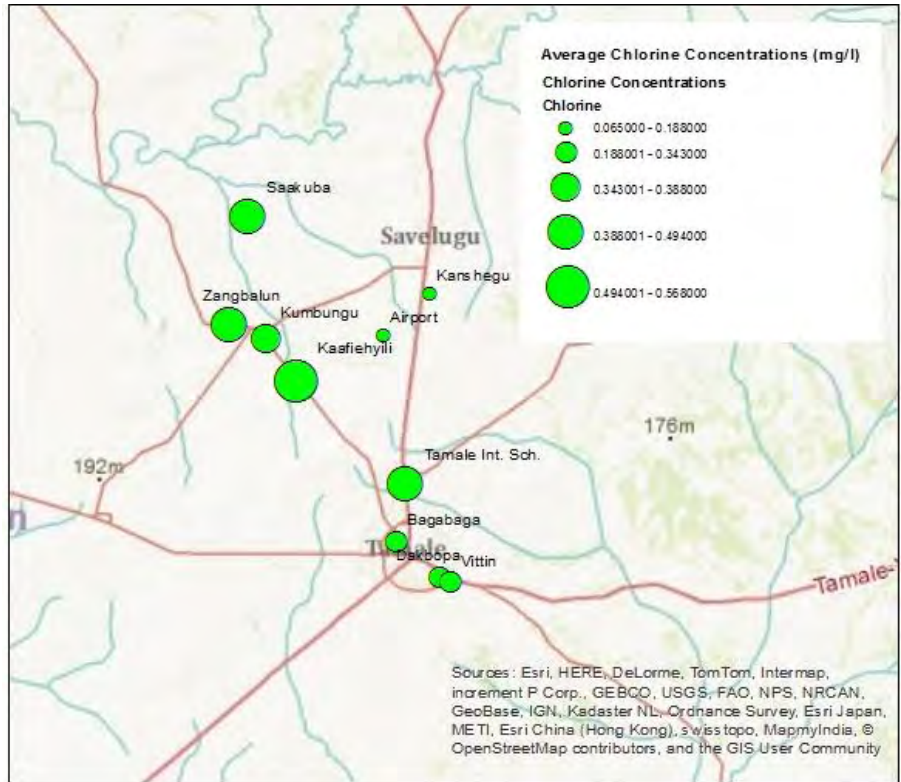 Average Chlorine Concentrations (mg/l)
Chlorine Concentrations
Chlorine
0.065000 - 0.188000
0.188001 - 0.343000
0.343001 - 0.388000
0.388001 - 0.494000
0.494001 - 0.568000
Saakuba
Savelugu
Kanshegu
Zangbalun
Airport
Kumbungu
Kaafiehyili
176m
Tamale Int. Sch.
192m
n
Bagabaga
Dakbopa
Vittin
Tamale-
Sources: Esri, HERE, DeLorme, TomTom, Intermap,
increment P Corp., GEBCO, USGS, FAO, NPS, NRCAN,
GeoBase, IGN, Kadaster NL, Ordnance Survey, Esri Japan,
METI, Esri China (Hong Kong), swisstopo, MapmyIndia, ©
OpenStreetMap contributors, and the GIS User Community